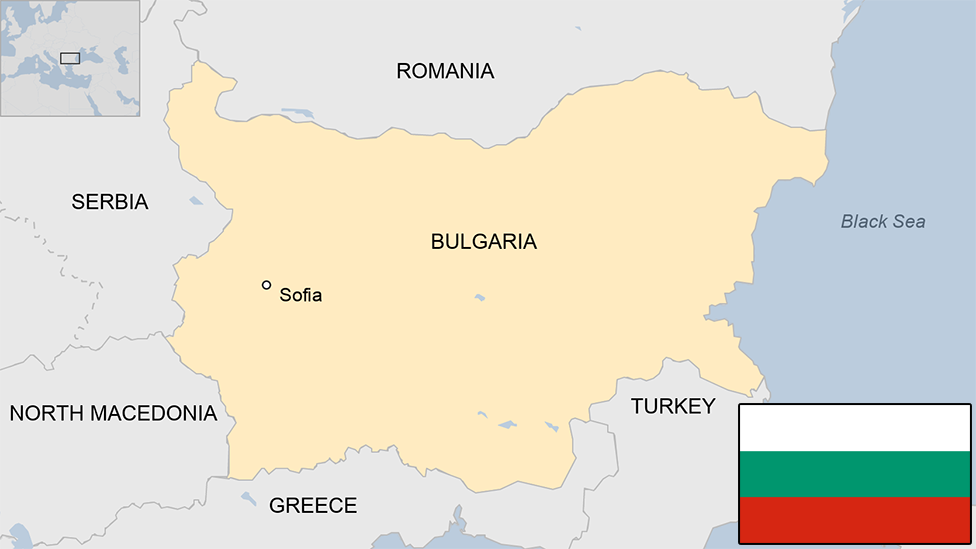 ROMANIA
SERBIA
Black Sea
BULGARIA
Sofia
TURKEY
NORTH MACEDONIA
GREECE